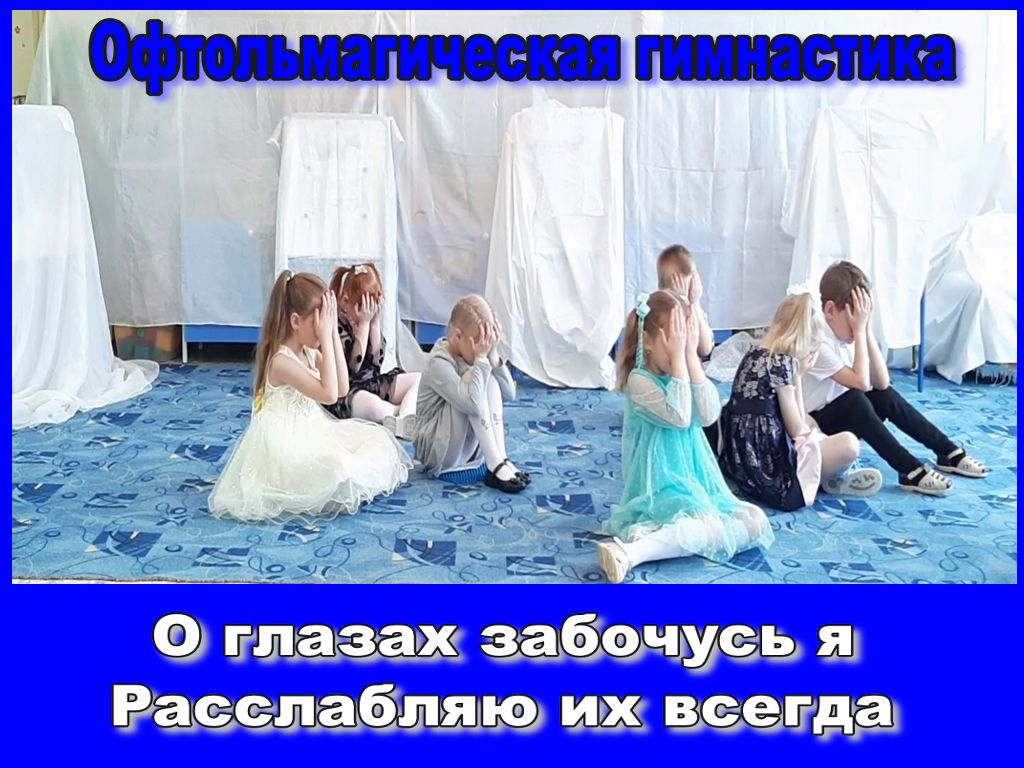 Офтольмагическая гимнастика
О глазах забочусь я
Расслабляю их всегда